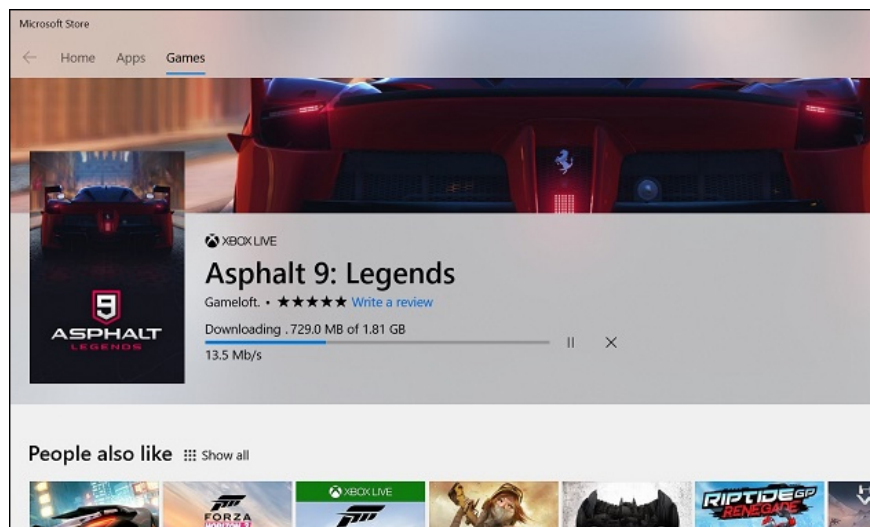 Microsoft Store
Home Apps Games
XBOX LIVE
Asphalt 9: Legends
Gameloft. • ★★★★★ Write a review
Downloading . 729.0 MB of 1.81 GB
13.5 Mb/s
9
ASPHALT
LEGENDS
People also like Show all
XBOX LIVE
FORZA
HORIZON 3
RIPTIDE GP
RENEGADE